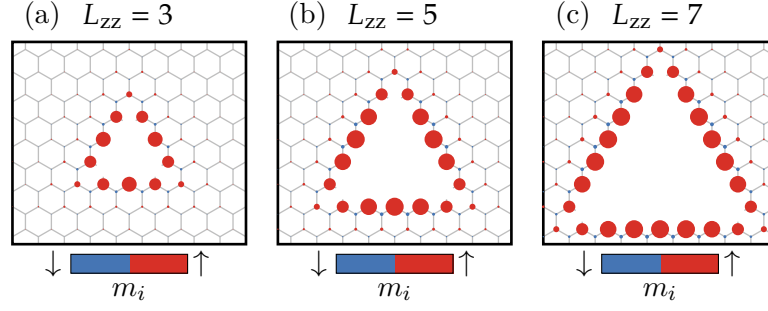 (a) L_zz = 3
(b) L_zz = 5
(c) L_zz = 7
↓ ↑
m_i
↓ ↑
m_i
↓ ↑
m_i